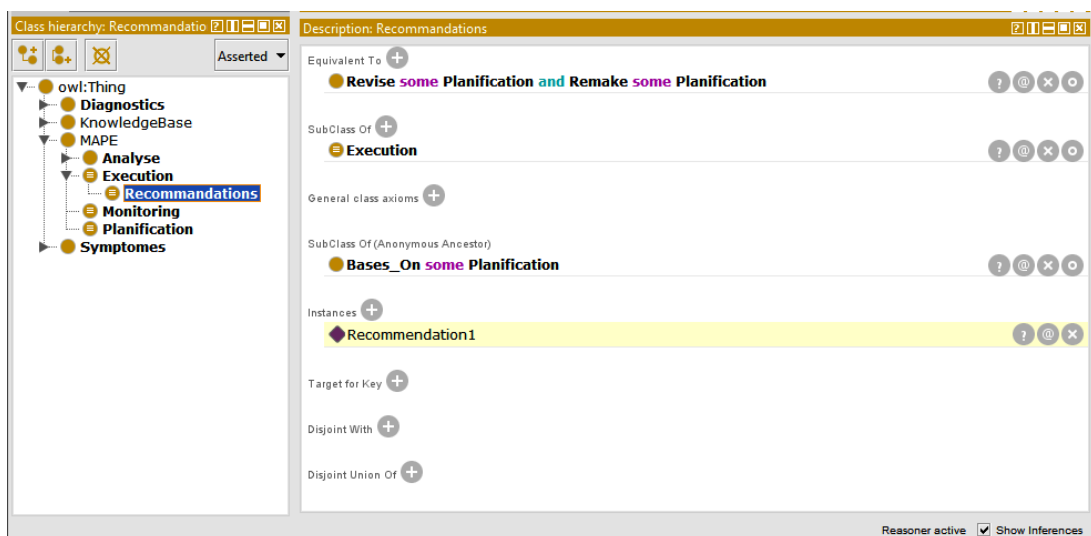 Class hierarchy: Recommandatio
Asserted
owl:Thing
Diagnostics
KnowledgeBase
MAPE
Analyse
Execution
Recommandations
Monitoring
Planification
Symptomes
Description: Recommandations
Equivalent To
Revise some Planification and Remake some Planification
SubClass Of
Execution
General class axioms
SubClass Of (Anonymous Ancestor)
Bases_On some Planification
Instances
Recommendation1
Target for Key
Disjoint With
Disjoint Union Of
Reasoner active Show Inferences